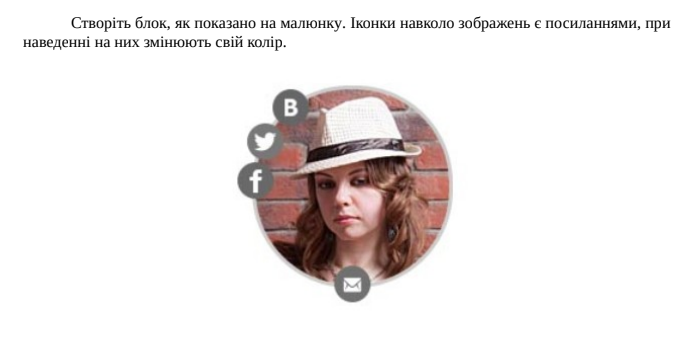 Створіть блок, як показано на малюнку. Іконки навколо зображень є посиланнями, при
наведенні на них змінюють свій колір.
B
f